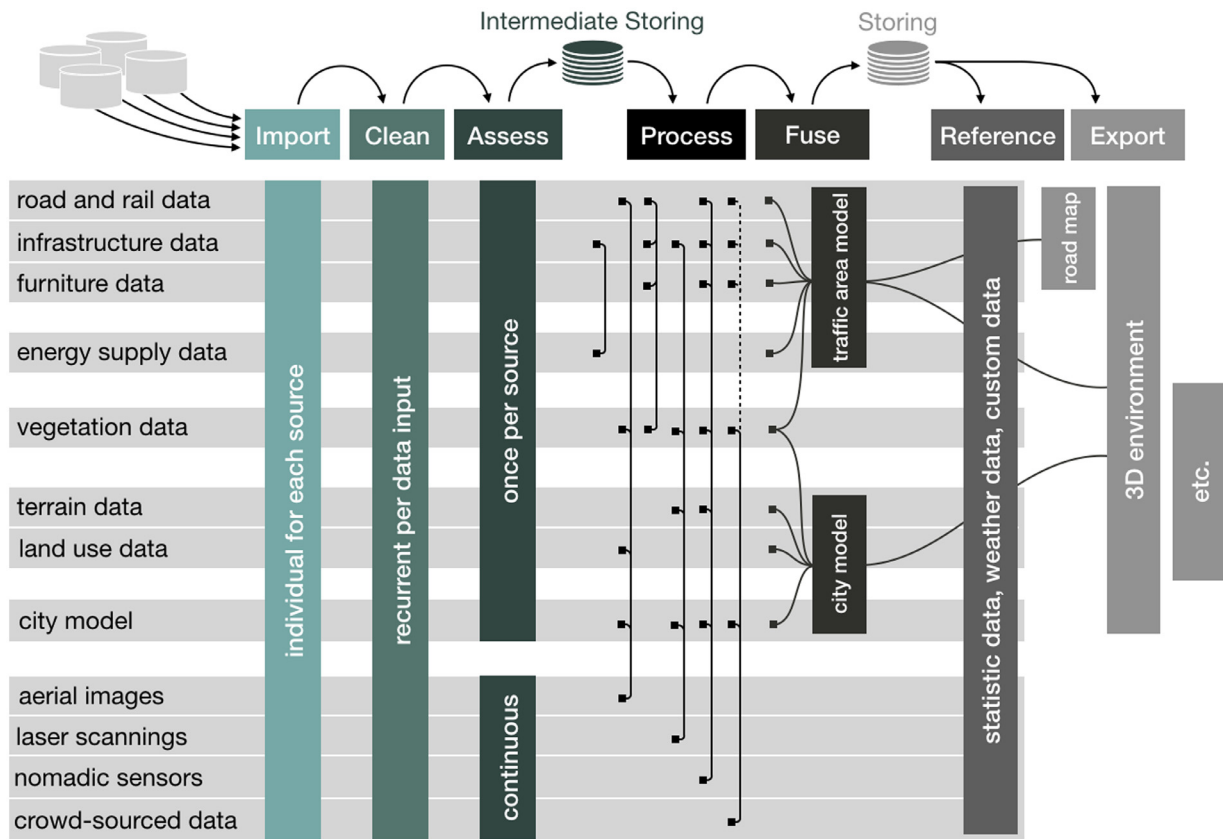 Intermediate Storing
Storing
Import
Clean
Assess
Process
Fuse
Reference
Export
road and rail data
infrastructure data
furniture data
energy supply data
vegetation data
terrain data
land use data
city model
aerial images
laser scannings
nomadic sensors
crowd-sourced data
individual for each source
recurrent per data input
once per source
continuous
traffic area model
city model
statistic data, weather data, custom data
road map
3D environment
etc.